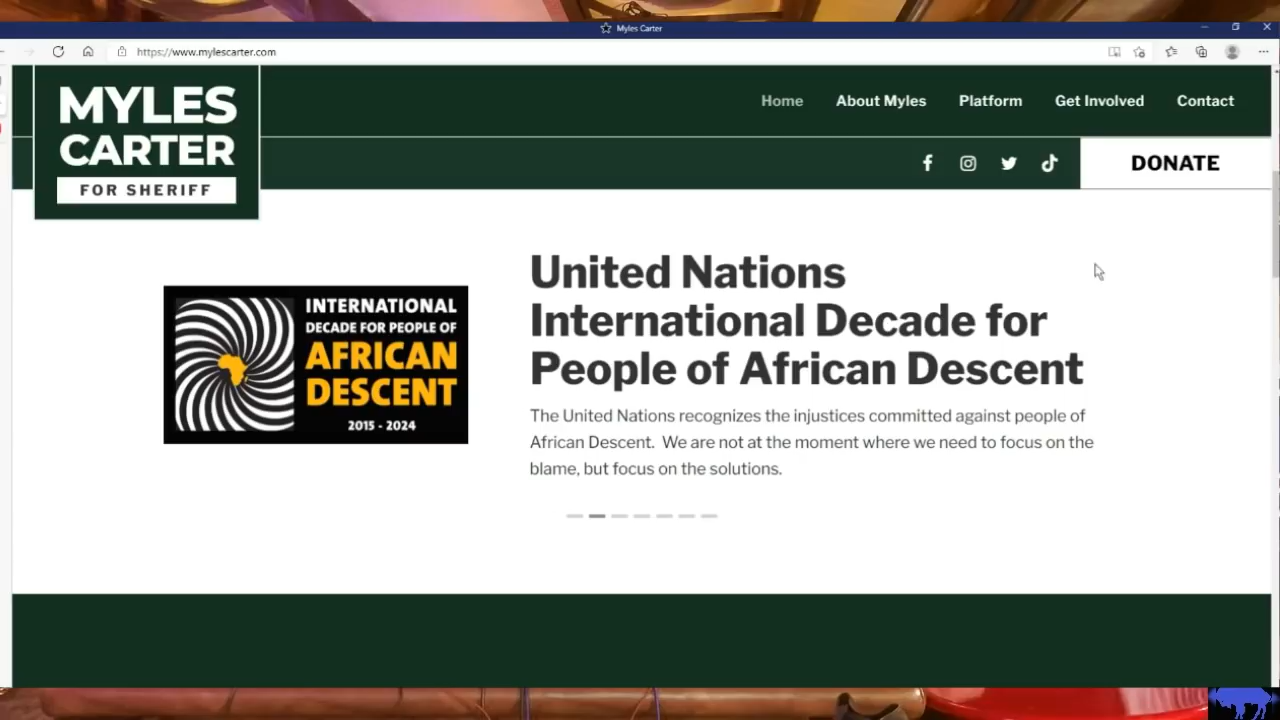 Myles Carter
https://www.mylescarter.com
MYLES
CARTER
FOR SHERIFF
Home About Myles Platform Get Involved Contact
DONATE
INTERNATIONAL
DECADE FOR PEOPLE OF
AFRICAN
DESCENT
2015 - 2024
United Nations
International Decade for
People of African Descent
The United Nations recognizes the injustices committed against people of
African Descent.  We are not at the moment where we need to focus on the
blame, but focus on the solutions.